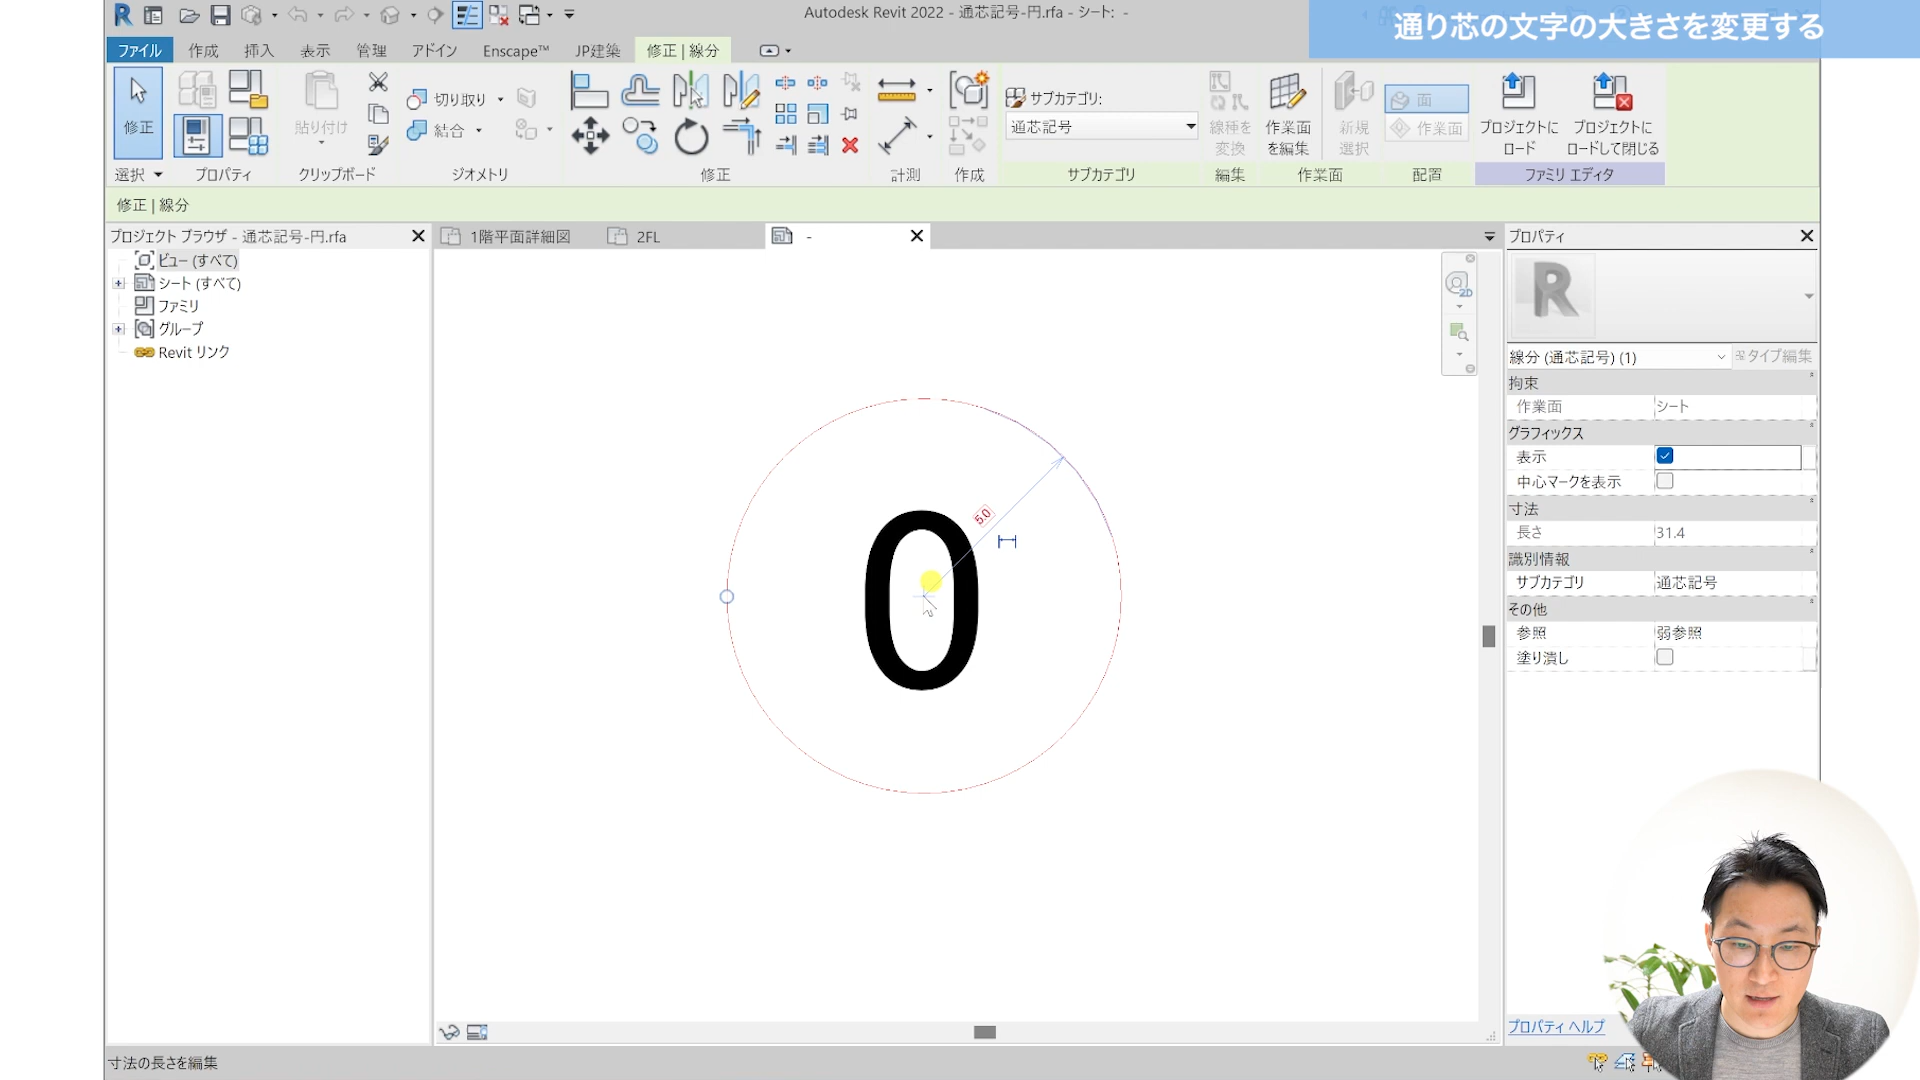 Autodesk Revit 2022 - 通芯記号-円.rfa - シート: -
通り芯の文字の大きさを変更する
ファイル 作成 挿入 表示 管理 アドイン Enscape™ JP建築 修正 | 線分
修正
貼り付け
切取り
結合
サブカテゴリ:
通芯記号
線種を
変換
作業面
を編集
新規
選択
面
作業面
プロジェクトに
ロード
プロジェクトに
ロードして閉じる
選択 プロパティ クリップボード ジオメトリ 修正 計測 作成 サブカテゴリ 編集 作業面 配置 ファミリ エディタ
修正 | 線分
プロジェクト ブラウザ - 通芯記号-円.rfa
ビュー (すべて)
シート (すべて)
ファミリ
グループ
Revit リンク
1階平面詳細図
2FL
-
2D
5.0
0
プロパティ
R
線分 (通芯記号) (1)
タイプ編集
拘束
作業面 シート
グラフィックス
表示
中心マークを表示
寸法
長さ 31.4
識別情報
サブカテゴリ 通芯記号
その他
参照 弱参照
塗り潰し
プロパティ ヘルプ
寸法の長さを編集